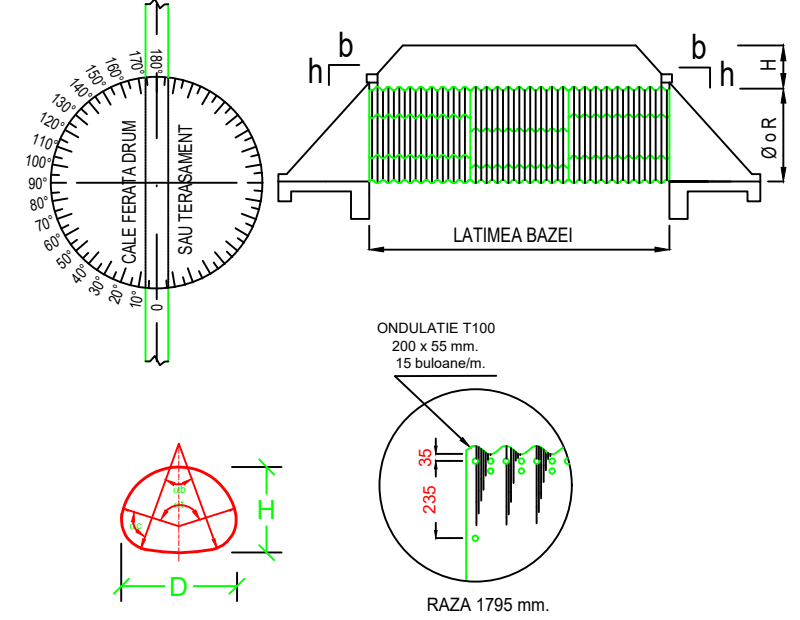 180°
170°
160°
150°
140°
130°
120°
110°
100°
90°
80°
70°
60°
50°
40°
30°
20°
10°
0
CALE FERATA DRUM
SAU TERASAMENT
b
h
b
h
H
Ø o R
LATIMEA BAZEI
ONDULATIE T100
200 x 55 mm.
15 buloane/m.
35
235
RAZA 1795 mm.
H
D